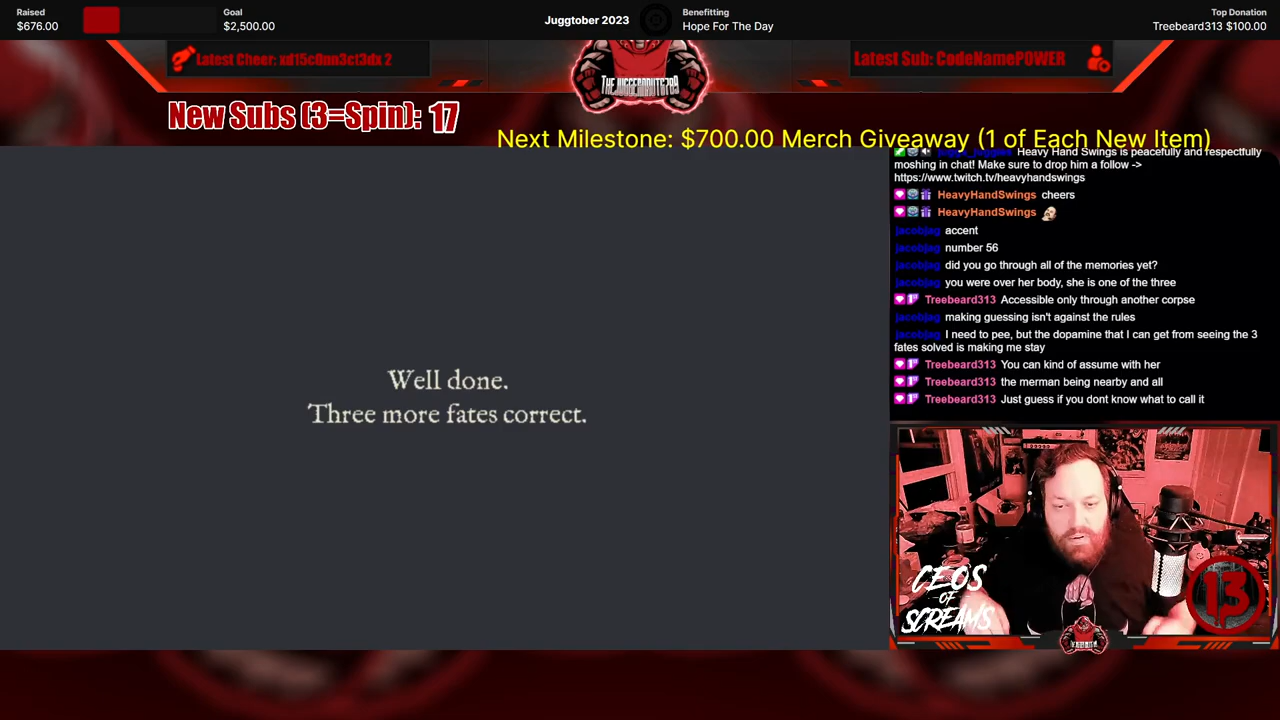 Raised
$676.00
Goal
$2,500.00
Juggtober 2023
Benefitting
Hope For The Day
Top Donation
Treebeard313 $100.00
Latest Cheer: xd15c0nn3ct3dx 2
THEJUGGERNAUT6789
Latest Sub: CodeNamePOWER
New Subs (3=Spin): 17
Next Milestone: $700.00 Merch Giveaway (1 of Each New Item)
Heavy Hand Swings is peacefully and respectfully
moshing in chat! Make sure to drop him a follow ->
https://www.twitch.tv/heavyhandswings
HeavyHandSwings cheers
HeavyHandSwings
jacobjag accent
jacobjag number 56
jacobjag did you go through all of the memories yet?
jacobjag you were over her body, she is one of the three
Treebeard313 Accessible only through another corpse
jacobjag making guessing isn't against the rules
jacobjag I need to pee, but the dopamine that I can get from seeing the 3
fates solved is making me stay
Treebeard313 You can kind of assume with her
Treebeard313 the merman being nearby and all
Treebeard313 Just guess if you dont know what to call it
Well done.
Three more fates correct.
CEOS
OF
SCREAMS
13